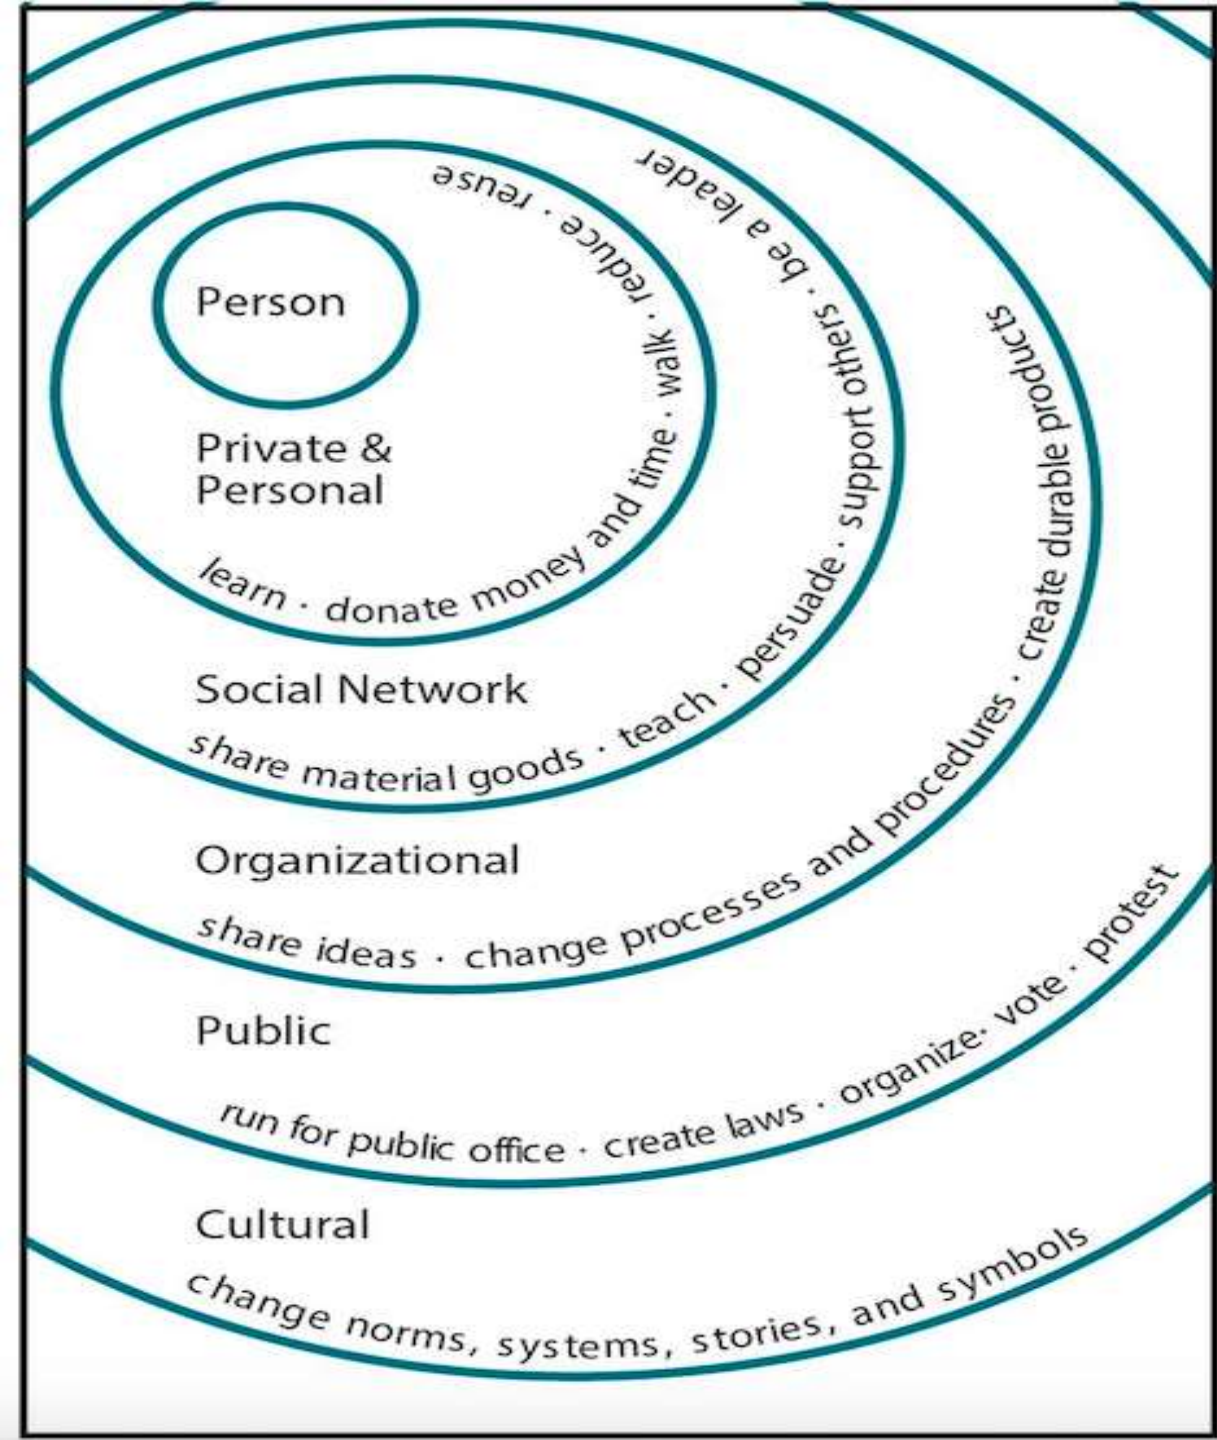 Person
Private &
Personal
learn · donate money and time · walk · reduce · reuse
Social Network
share material goods · teach · persuade · support others · be a leader
Organizational
share ideas · change processes and procedures · create durable products
Public
run for public office · create laws · organize· vote · protest
Cultural
change norms, systems, stories, and symbols